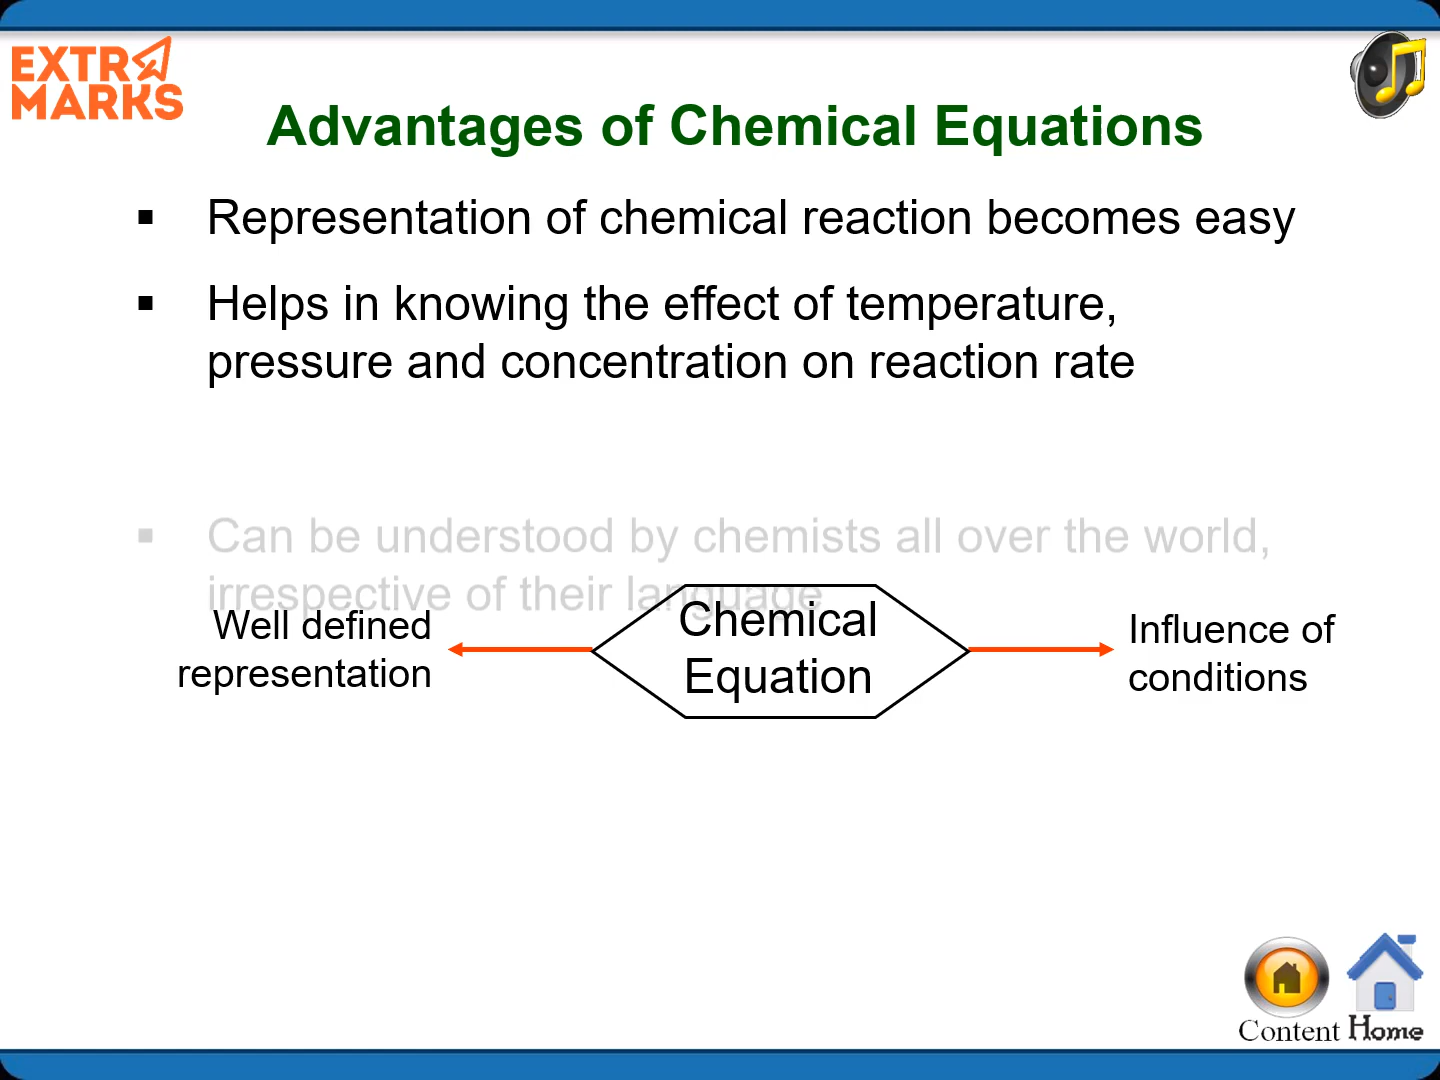 EXTRA
MARKS
Advantages of Chemical Equations
▪ Representation of chemical reaction becomes easy
▪ Helps in knowing the effect of temperature,
pressure and concentration on reaction rate
▪ Can be understood by chemists all over the world,
irrespective of their language
Well defined
representation
Chemical
Equation
Influence of
conditions
Content Home